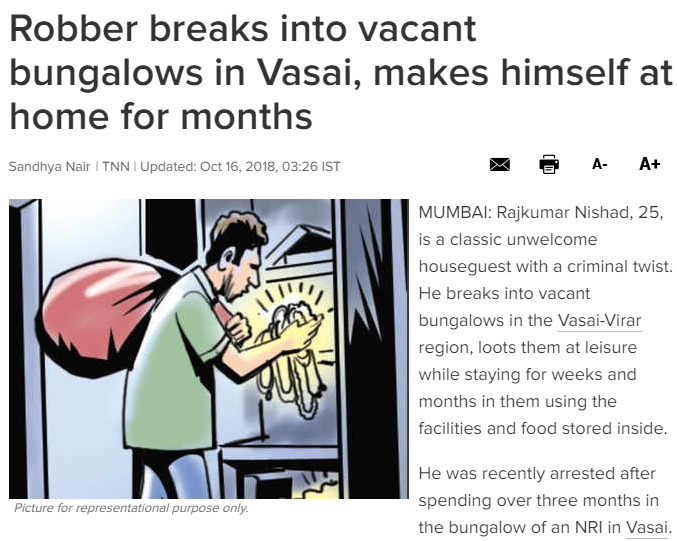 Robber breaks into vacant
bungalows in Vasai, makes himself at
home for months
Sandhya Nair | TNN | Updated: Oct 16, 2018, 03:26 IST
A-
A+
MUMBAI: Rajkumar Nishad, 25,
is a classic unwelcome
houseguest with a criminal twist.
He breaks into vacant
bungalows in the Vasai-Virar
region, loots them at leisure
while staying for weeks and
months in them using the
facilities and food stored inside.
He was recently arrested after
spending over three months in
the bungalow of an NRI in Vasai.
Picture for representational purpose only.